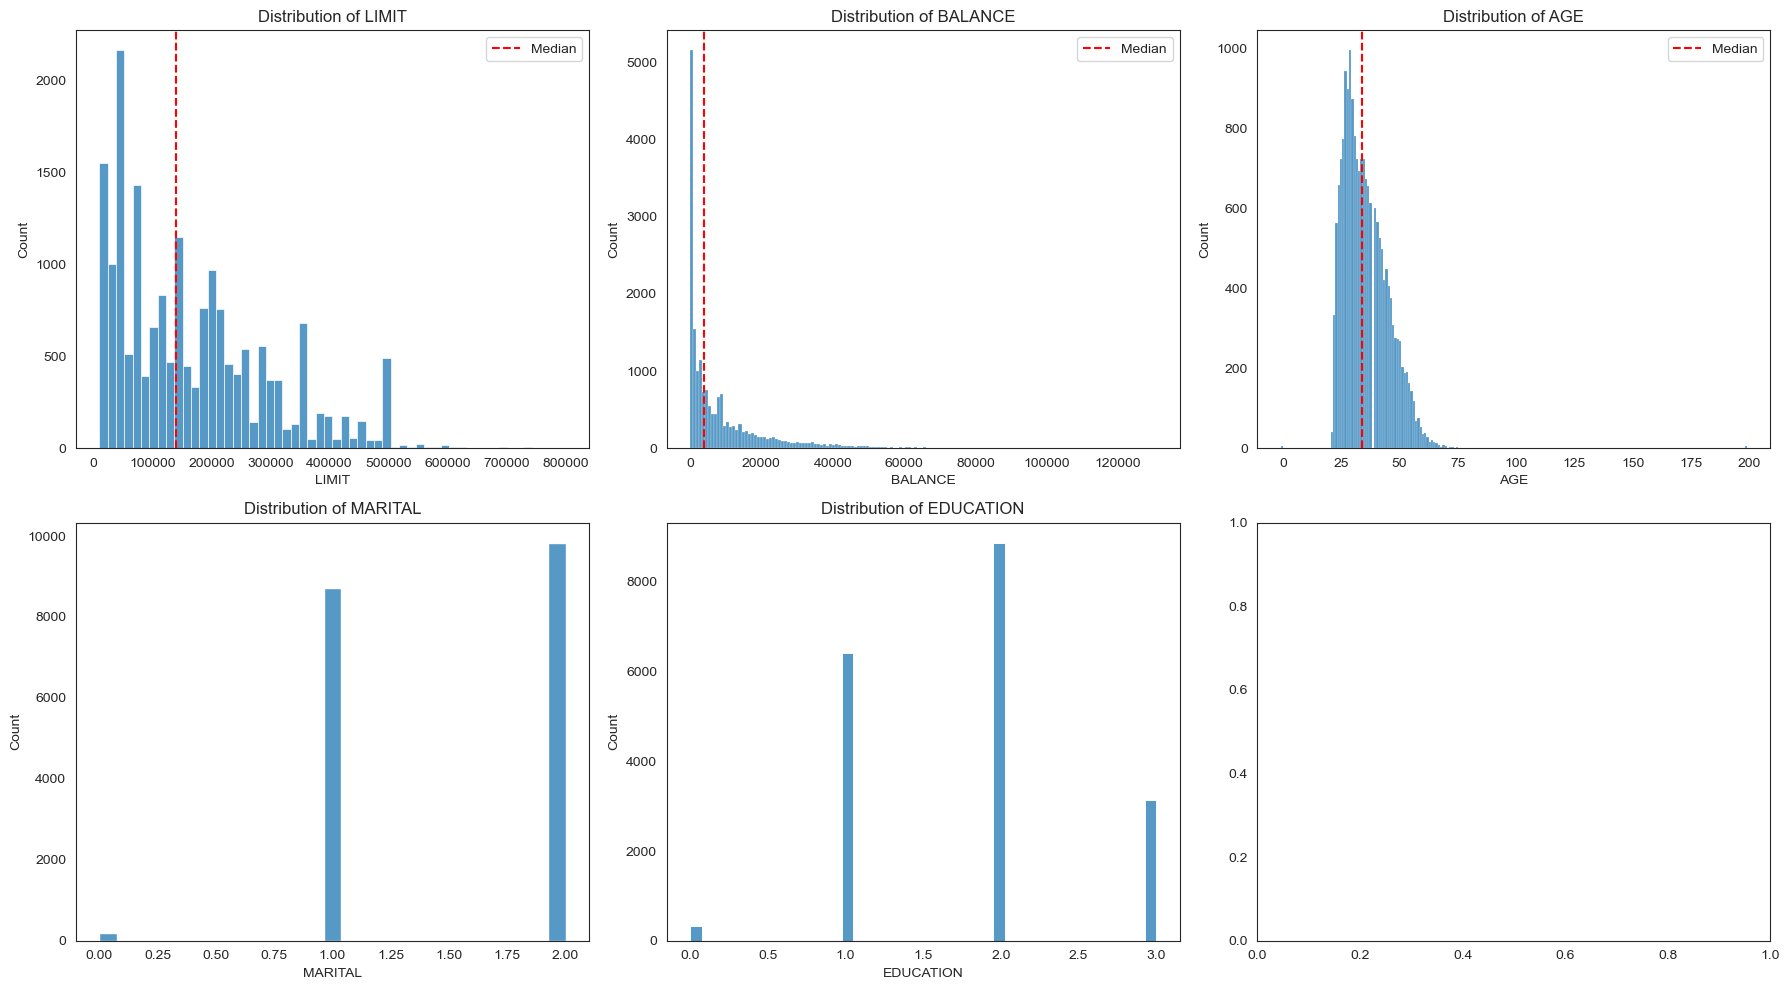 Distribution of LIMIT
Median
2000
1500
1000
500
0
Count
0 100000 200000 300000 400000 500000 600000 700000 800000
LIMIT
Distribution of BALANCE
Median
5000
4000
3000
2000
1000
0
Count
0 20000 40000 60000 80000 100000 120000
BALANCE
Distribution of AGE
Median
1000
800
600
400
200
0
Count
0 25 50 75 100 125 150 175 200
AGE
Distribution of MARITAL
10000
8000
6000
4000
2000
0
Count
0.00 0.25 0.50 0.75 1.00 1.25 1.50 1.75 2.00
MARITAL
Distribution of EDUCATION
8000
6000
4000
2000
0
Count
0.0 0.5 1.0 1.5 2.0 2.5 3.0
EDUCATION
1.0
0.8
0.6
0.4
0.2
0.0
0.0 0.2 0.4 0.6 0.8 1.0